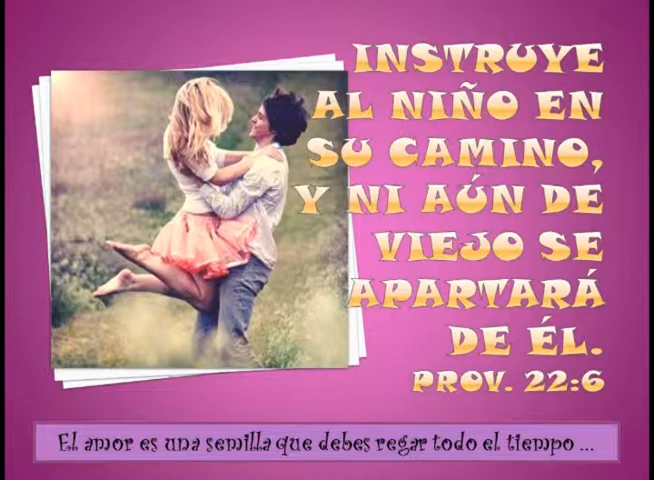 INSTRUYE
AL NIÑO EN
SU CAMINO,
Y NI AÚN DE
VIEJO SE
APARTARÁ
DE ÉL.
PROV. 22:6
El amor es una semilla que debes regar todo el tiempo ...